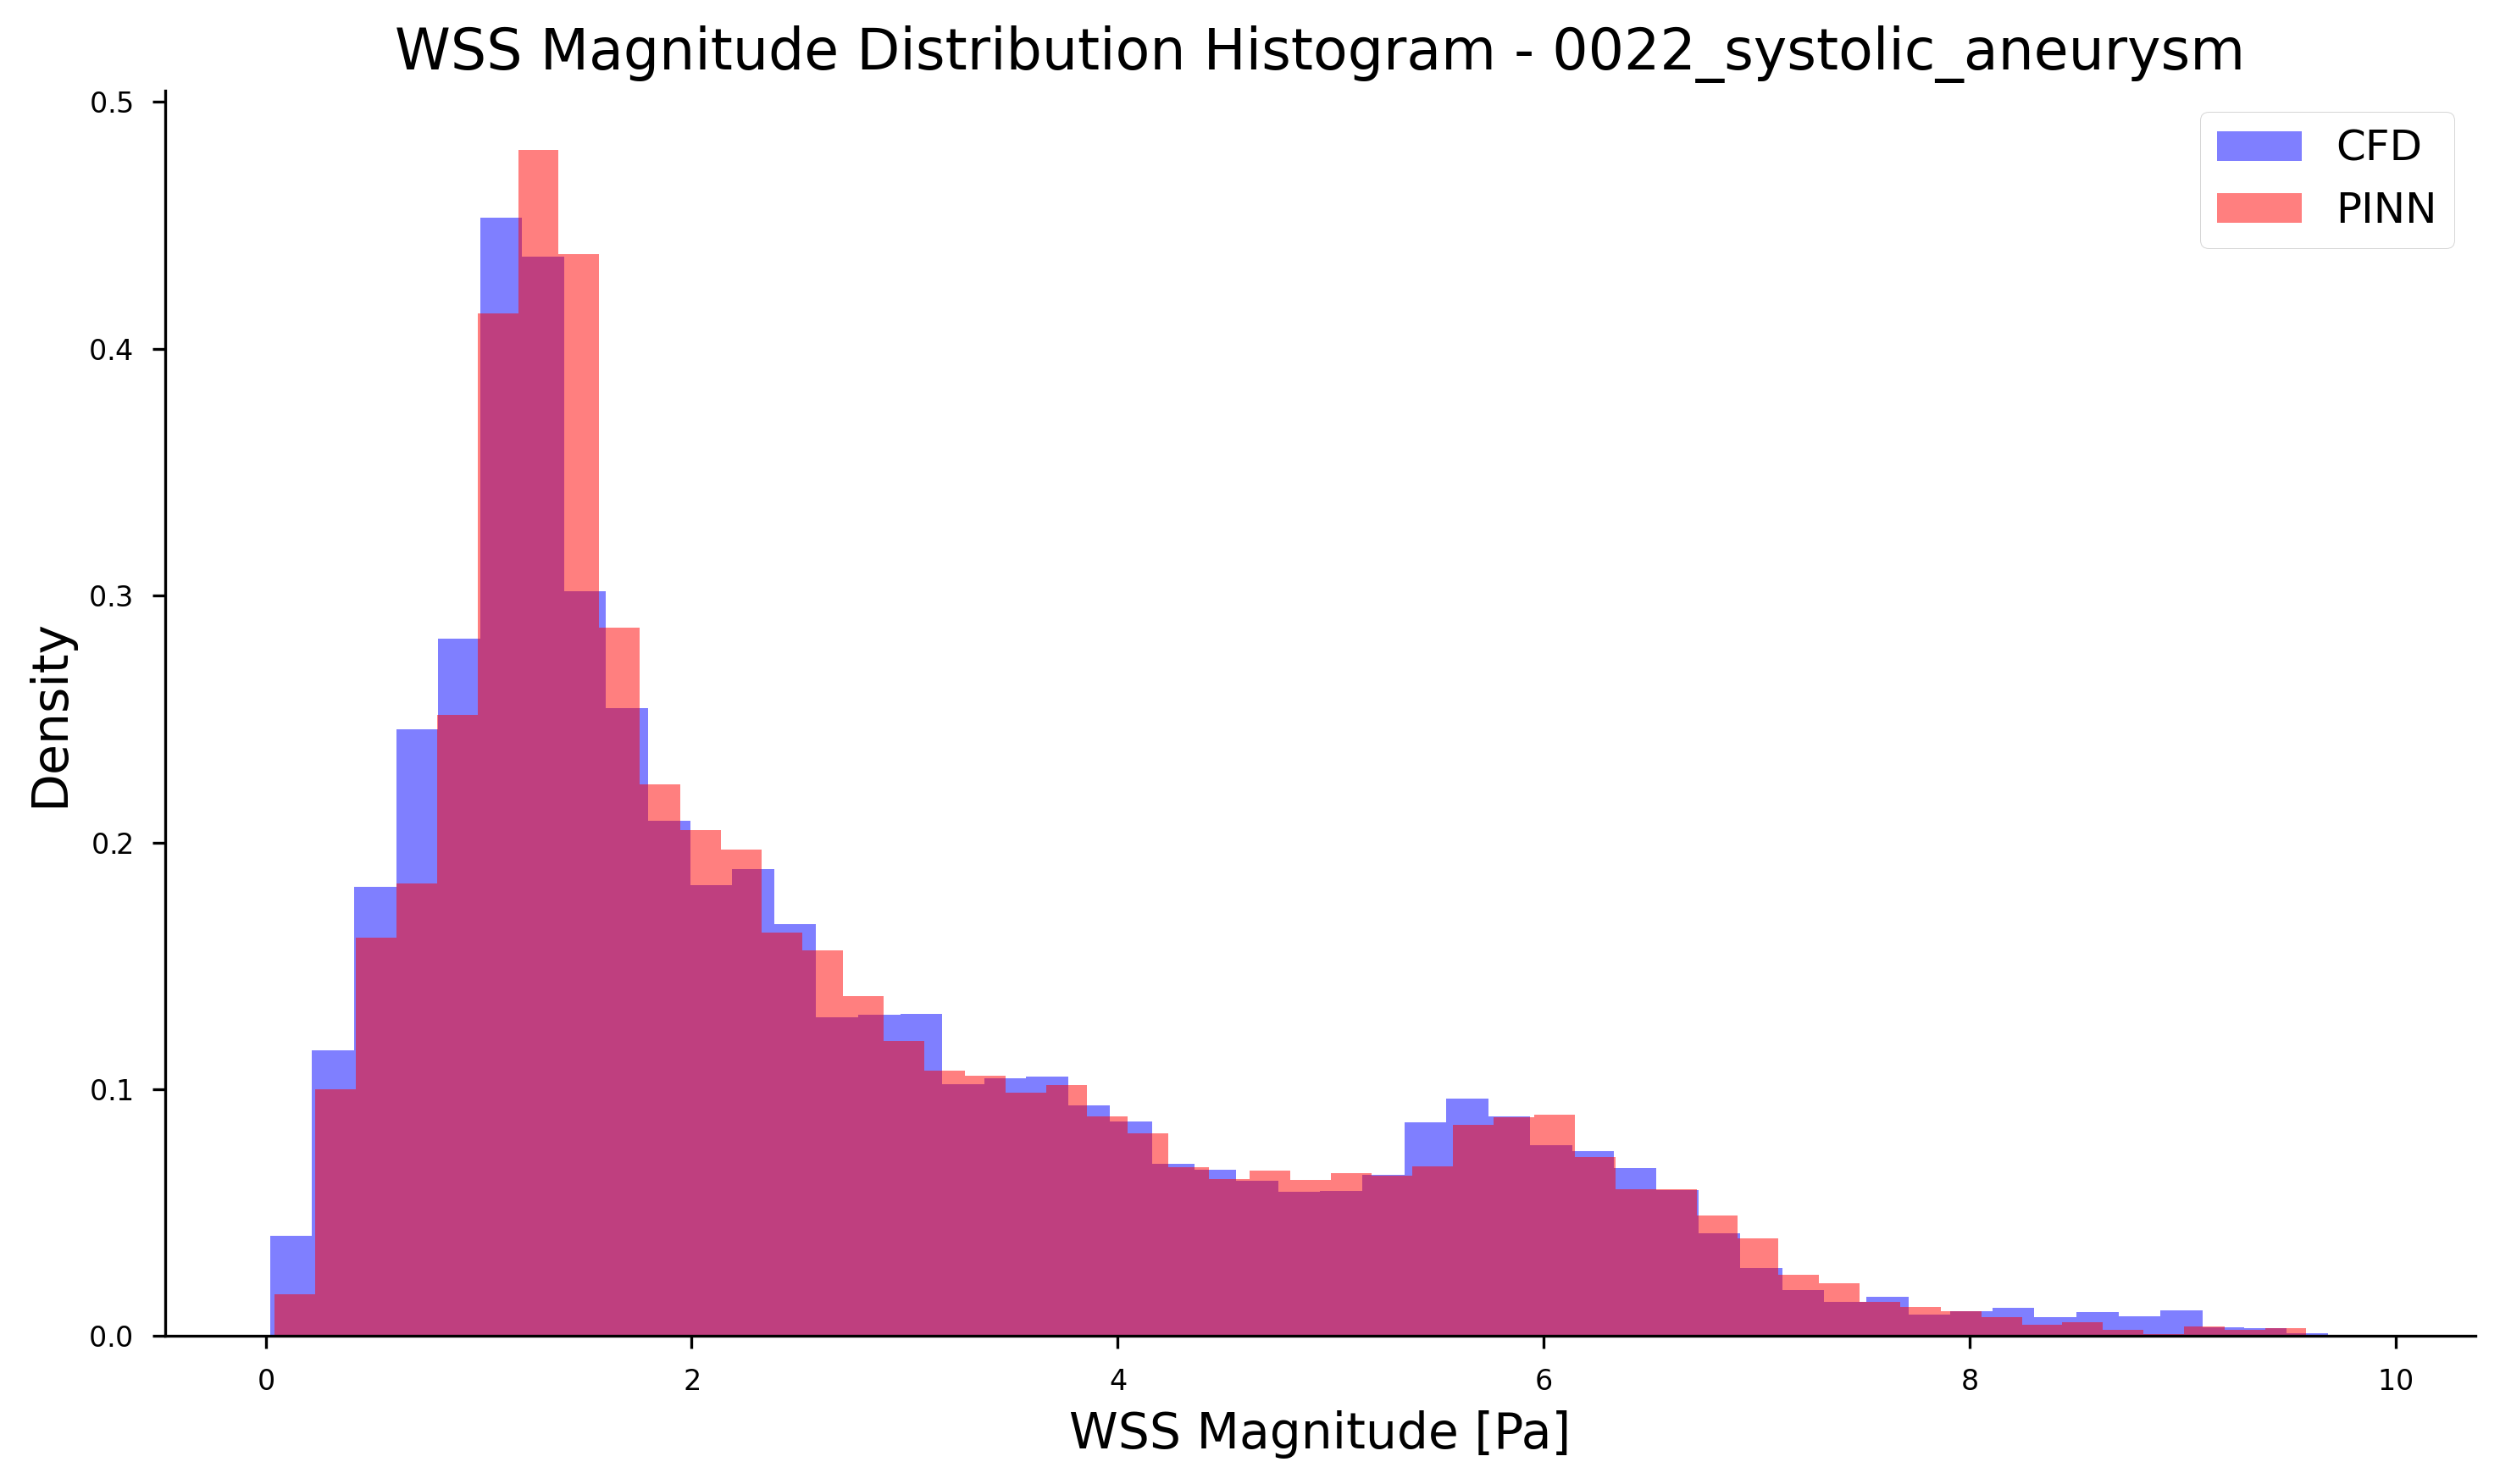 WSS Magnitude Distribution Histogram - 0022_systolic_aneurysm
CFD
PINN
Density
0.5
0.4
0.3
0.2
0.1
0.0
0 2 4 6 8 10
WSS Magnitude [Pa]